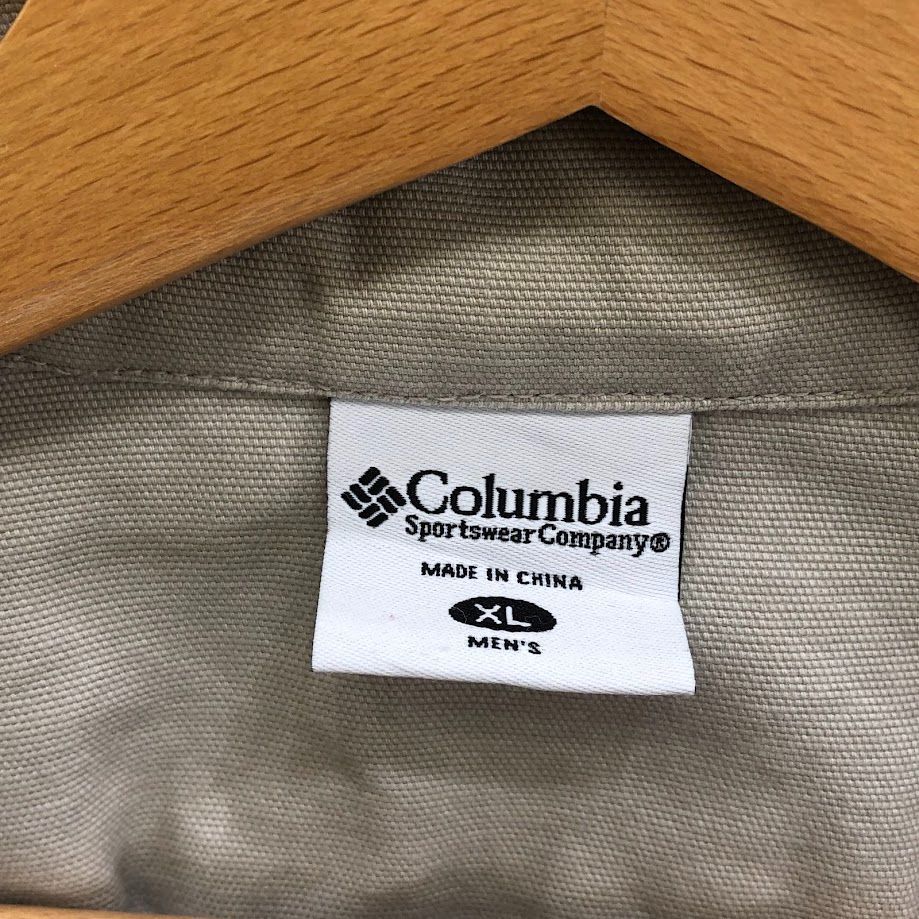 Columbia
Sportswear Company®
MADE IN CHINA
XL
MEN'S